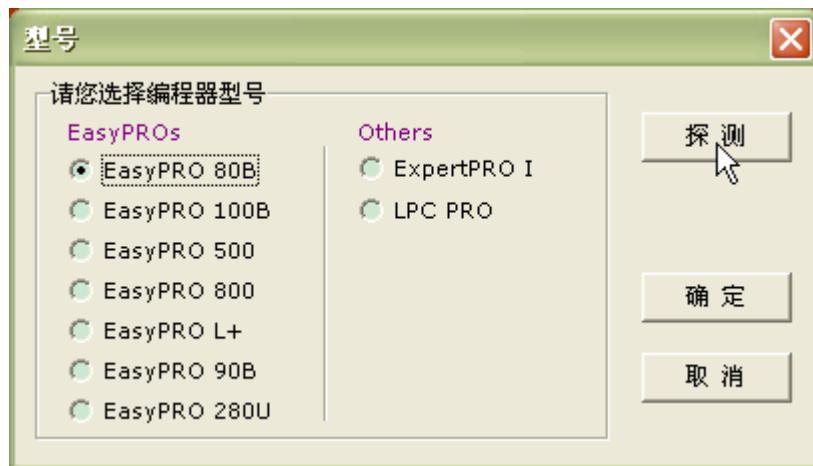 型号
请您选择编程器型号
EasyPROs
EasyPRO 80B
EasyPRO 100B
EasyPRO 500
EasyPRO 800
EasyPRO L+
EasyPRO 90B
EasyPRO 280U
Others
ExpertPRO I
LPC PRO
探 测
确 定
取 消